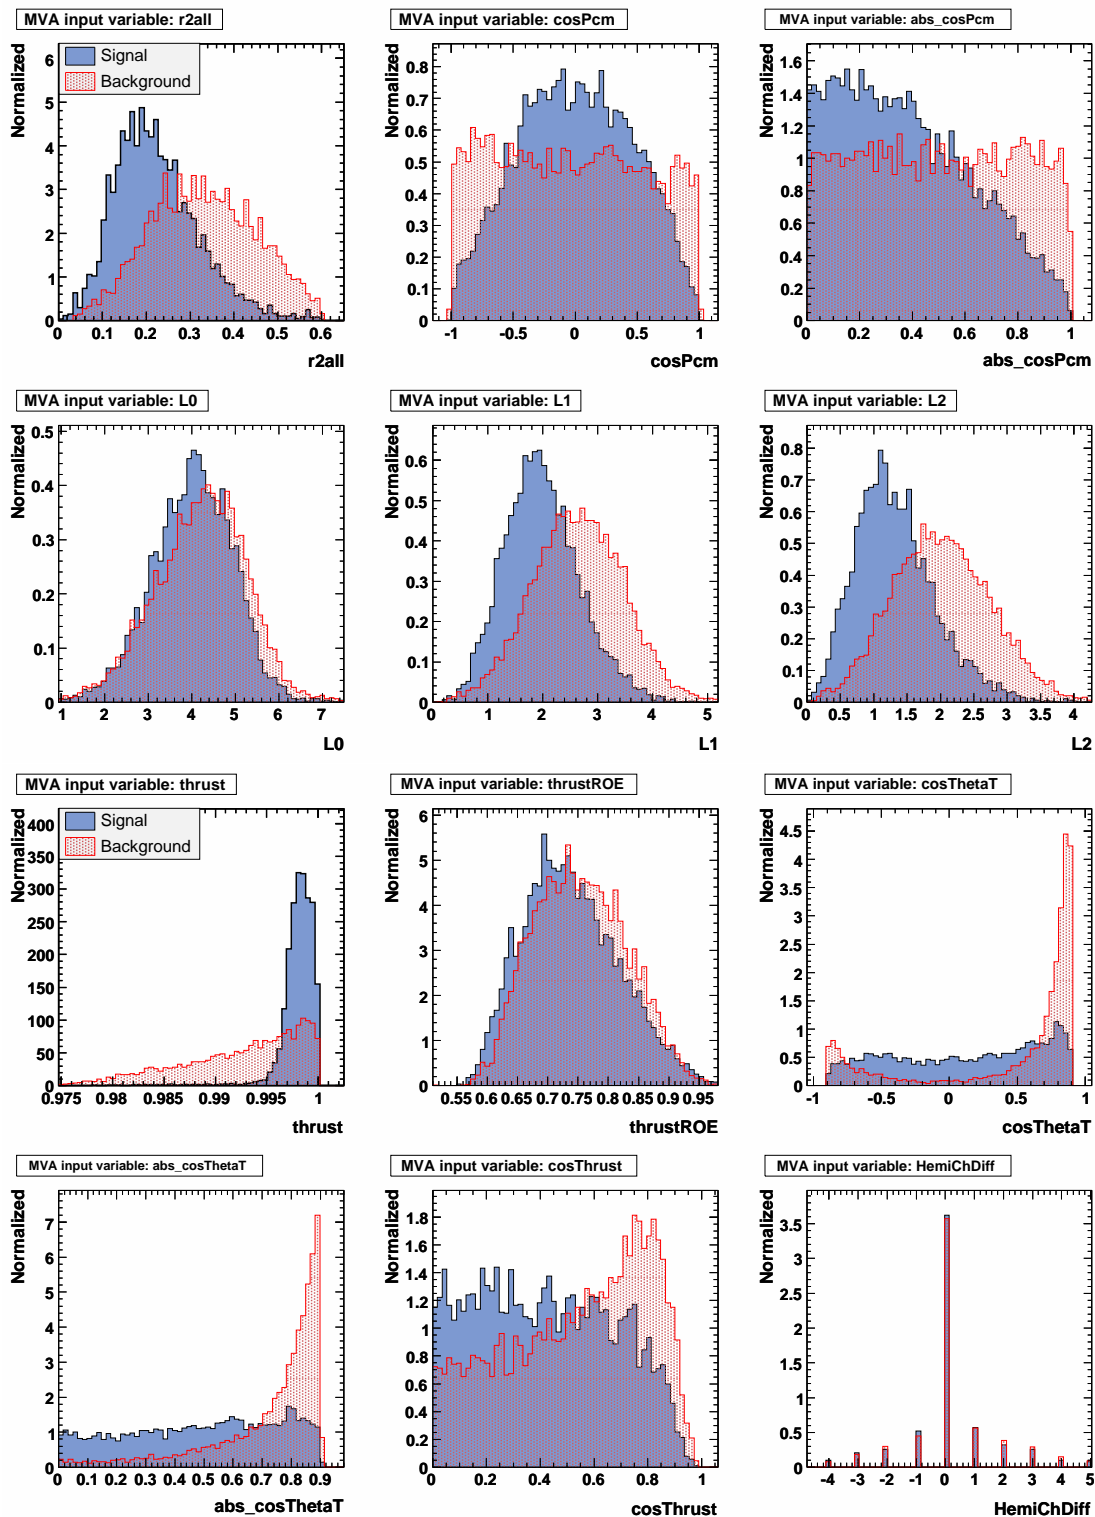 MVA input variable: r2all
MVA input variable: cosPcm
MVA input variable: abs_cosPcm
Normalized
6
5
4
3
2
1
0
Signal
Background
0 0.1 0.2 0.3 0.4 0.5 0.6
r2all
Normalized
0.8
0.7
0.6
0.5
0.4
0.3
0.2
0.1
0
-1 -0.5 0 0.5 1
cosPcm
Normalized
1.6
1.4
1.2
1
0.8
0.6
0.4
0.2
0
0 0.2 0.4 0.6 0.8 1
abs_cosPcm
MVA input variable: L0
MVA input variable: L1
MVA input variable: L2
Normalized
0.5
0.4
0.3
0.2
0.1
0
1 2 3 4 5 6 7
L0
Normalized
0.6
0.5
0.4
0.3
0.2
0.1
0
0 1 2 3 4 5
L1
Normalized
0.8
0.7
0.6
0.5
0.4
0.3
0.2
0.1
0
0 0.5 1 1.5 2 2.5 3 3.5 4
L2
MVA input variable: thrust
MVA input variable: thrustROE
MVA input variable: cosThetaT
Normalized
400
350
300
250
200
150
100
50
0
Signal
Background
0.975 0.98 0.985 0.99 0.995 1
thrust
Normalized
6
5
4
3
2
1
0
0.55 0.6 0.65 0.7 0.75 0.8 0.85 0.9 0.95
thrustROE
Normalized
4.5
4
3.5
3
2.5
2
1.5
1
0.5
0
-1 -0.5 0 0.5 1
cosThetaT
MVA input variable: abs_cosThetaT
MVA input variable: cosThrust
MVA input variable: HemiChDiff
Normalized
7
6
5
4
3
2
1
0
0 0.1 0.2 0.3 0.4 0.5 0.6 0.7 0.8 0.9
abs_cosThetaT
Normalized
1.8
1.6
1.4
1.2
1
0.8
0.6
0.4
0.2
0
0 0.2 0.4 0.6 0.8 1
cosThrust
Normalized
3.5
3
2.5
2
1.5
1
0.5
0
-4 -3 -2 -1 0 1 2 3 4 5
HemiChDiff